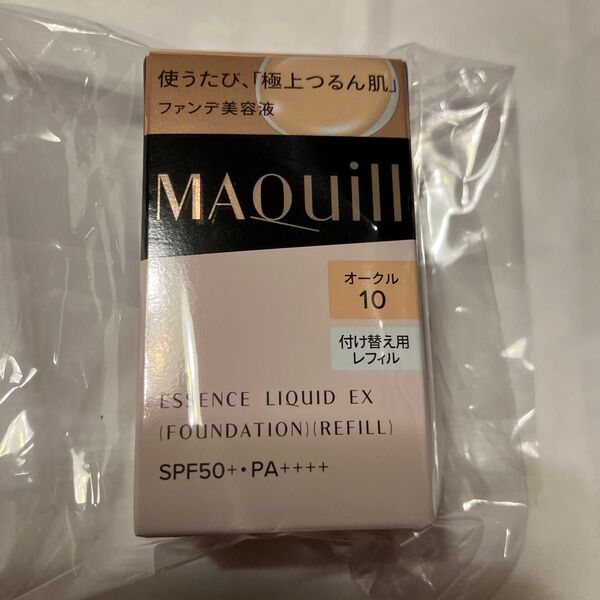 使うたび、「極上つるん肌」
ファンデ美容液
MAQuill
オークル
10
付け替え用
レフィル
ESSENCE LIQUID EX
(FOUNDATION)(REFILL)
SPF50+・PA++++